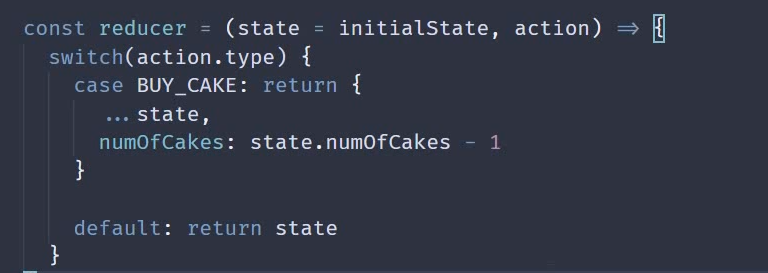 const reducer = (state = initialState, action) => {
  switch(action.type) {
    case BUY_CAKE: return {
      ...state,
      numOfCakes: state.numOfCakes - 1
    }

    default: return state
  }